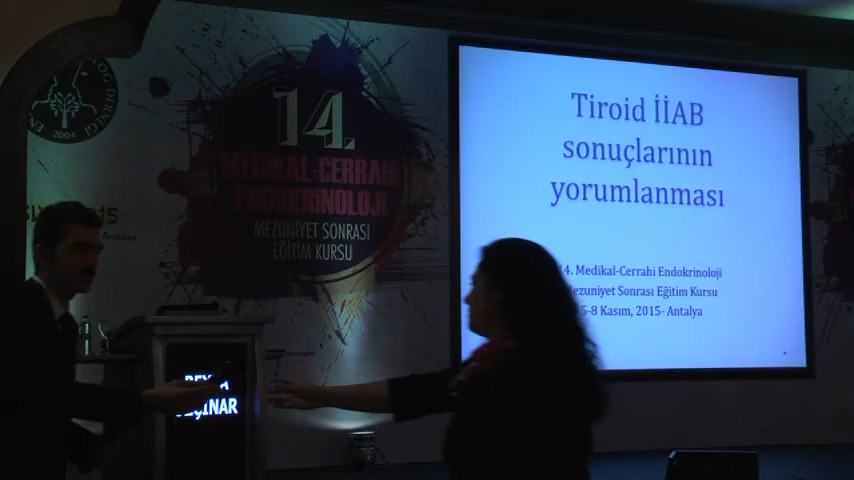 14.
MEDİKAL-CERRAHİ
ENDOKRİNOLOJİ
MEZUNİYET SONRASI
EĞİTİM KURSU
DERNEĞİ
2004
Tiroid İİAB
sonuçlarının
yorumlanması
14. Medikal-Cerrahi Endokrinoloji
Mezuniyet Sonrası Eğitim Kursu
5-8 Kasım, 2015- Antalya